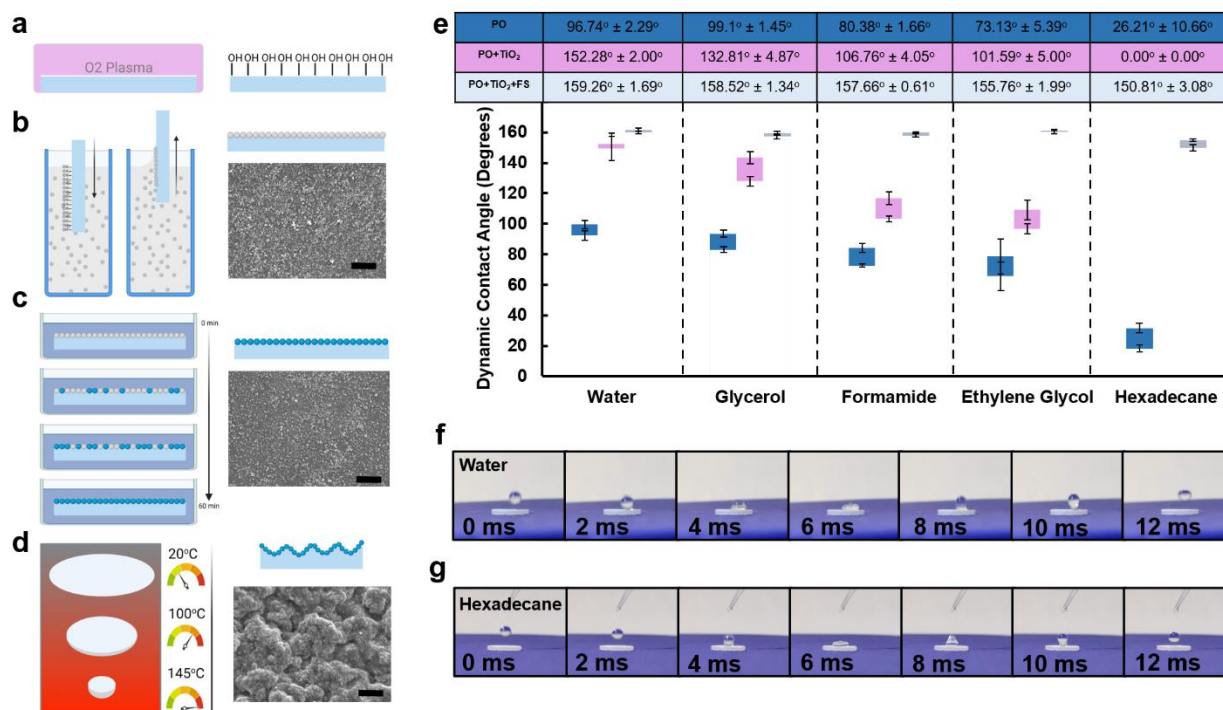 a
O2 Plasma
OH OH OH OH OH OH OH OH OH OH
b
c
0 min
60 min
d
20°C
100°C
145°C
e
PO 96.74° ± 2.29° 99.1° ± 1.45° 80.38° ± 1.66° 73.13° ± 5.39° 26.21° ± 10.66°
PO+TiO₂ 152.28° ± 2.00° 132.81° ± 4.87° 106.76° ± 4.05° 101.59° ± 5.00° 0.00° ± 0.00°
PO+TiO₂+FS 159.26° ± 1.69° 158.52° ± 1.34° 157.66° ± 0.61° 155.76° ± 1.99° 150.81° ± 3.08°
Dynamic Contact Angle (Degrees)
160
140
120
100
80
60
40
20
0
Water Glycerol Formamide Ethylene Glycol Hexadecane
f
Water
0 ms 2 ms 4 ms 6 ms 8 ms 10 ms 12 ms
g
Hexadecane
0 ms 2 ms 4 ms 6 ms 8 ms 10 ms 12 ms